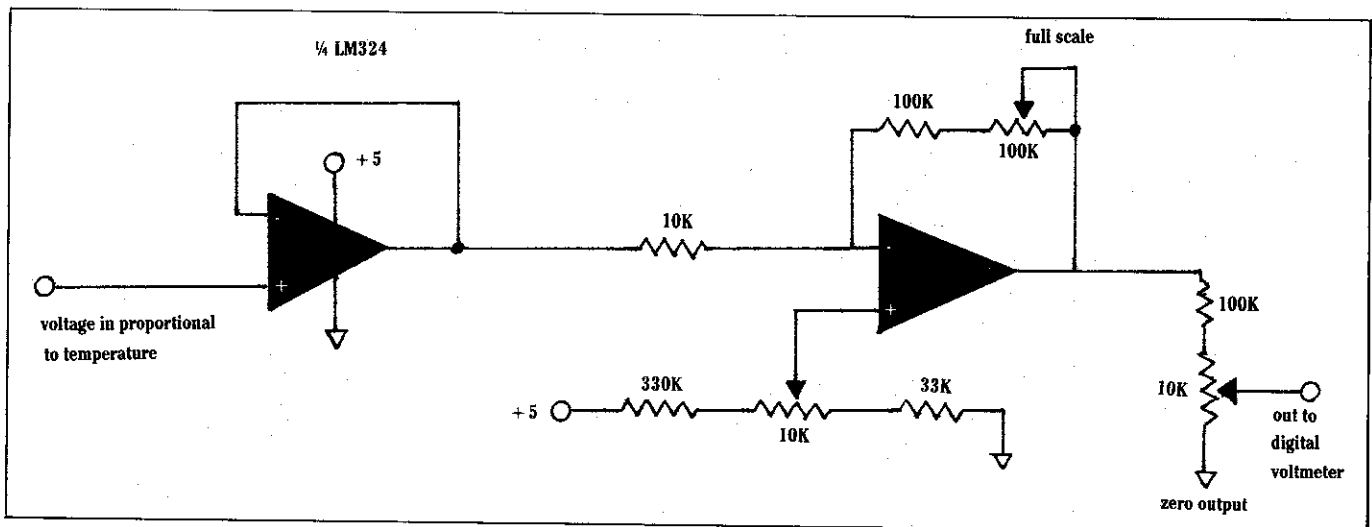 ¼ LM324
full scale
100K
100K
+ 5
10K
-
+
-
+
voltage in proportional
to temperature
100K
330K
33K
+ 5
10K
10K
out to
digital
voltmeter
zero output